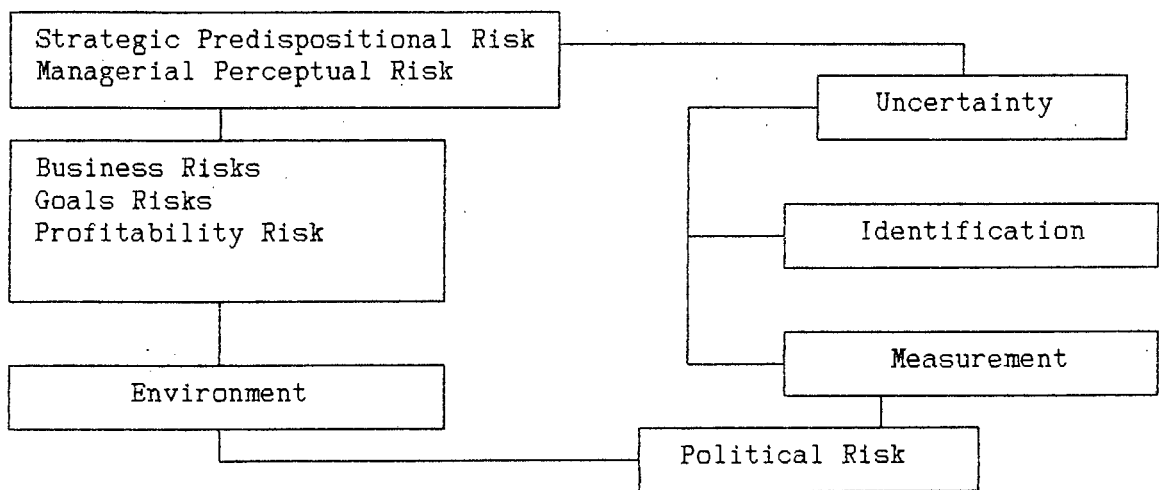 Strategic Predispositional Risk
Managerial Perceptual Risk
Uncertainty
Business Risks
Goals Risks
Profitability Risk
Identification
Measurement
Environment
Political Risk